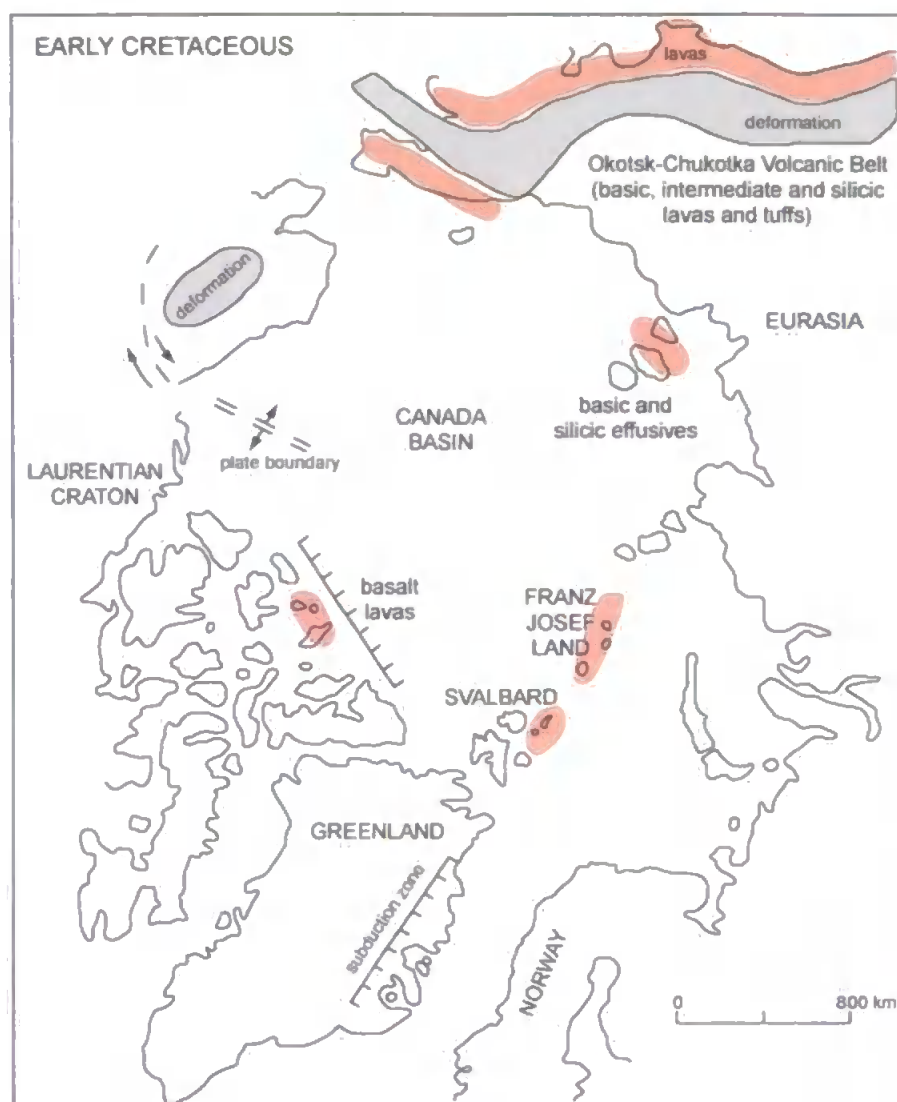 EARLY CRETACEOUS
lavas
deformation
Okotsk-Chukotka Volcanic Belt
(basic, intermediate and silicic
lavas and tuffs)
deformation
EURASIA
basic and
silicic effusives
CANADA
BASIN
plate boundary
LAURENTIAN
CRATON
basalt
lavas
FRANZ
JOSEF
LAND
SVALBARD
GREENLAND
subduction zone
NORWAY
0 800 km